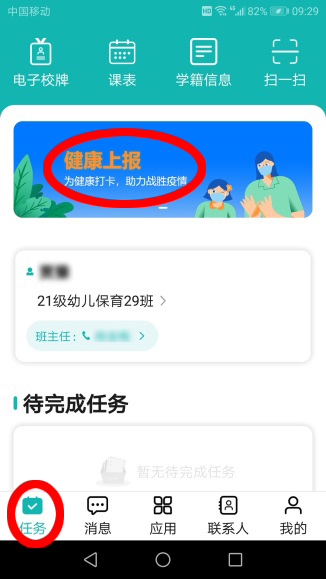 中国移动 HD 46 82% 09:29
电子校牌 课表 学籍信息 扫一扫
健康上报
为健康打卡，助力战胜疫情
21级幼儿保育29班
班主任:
待完成任务
暂无待完成任务
任务 消息 应用 联系人 我的